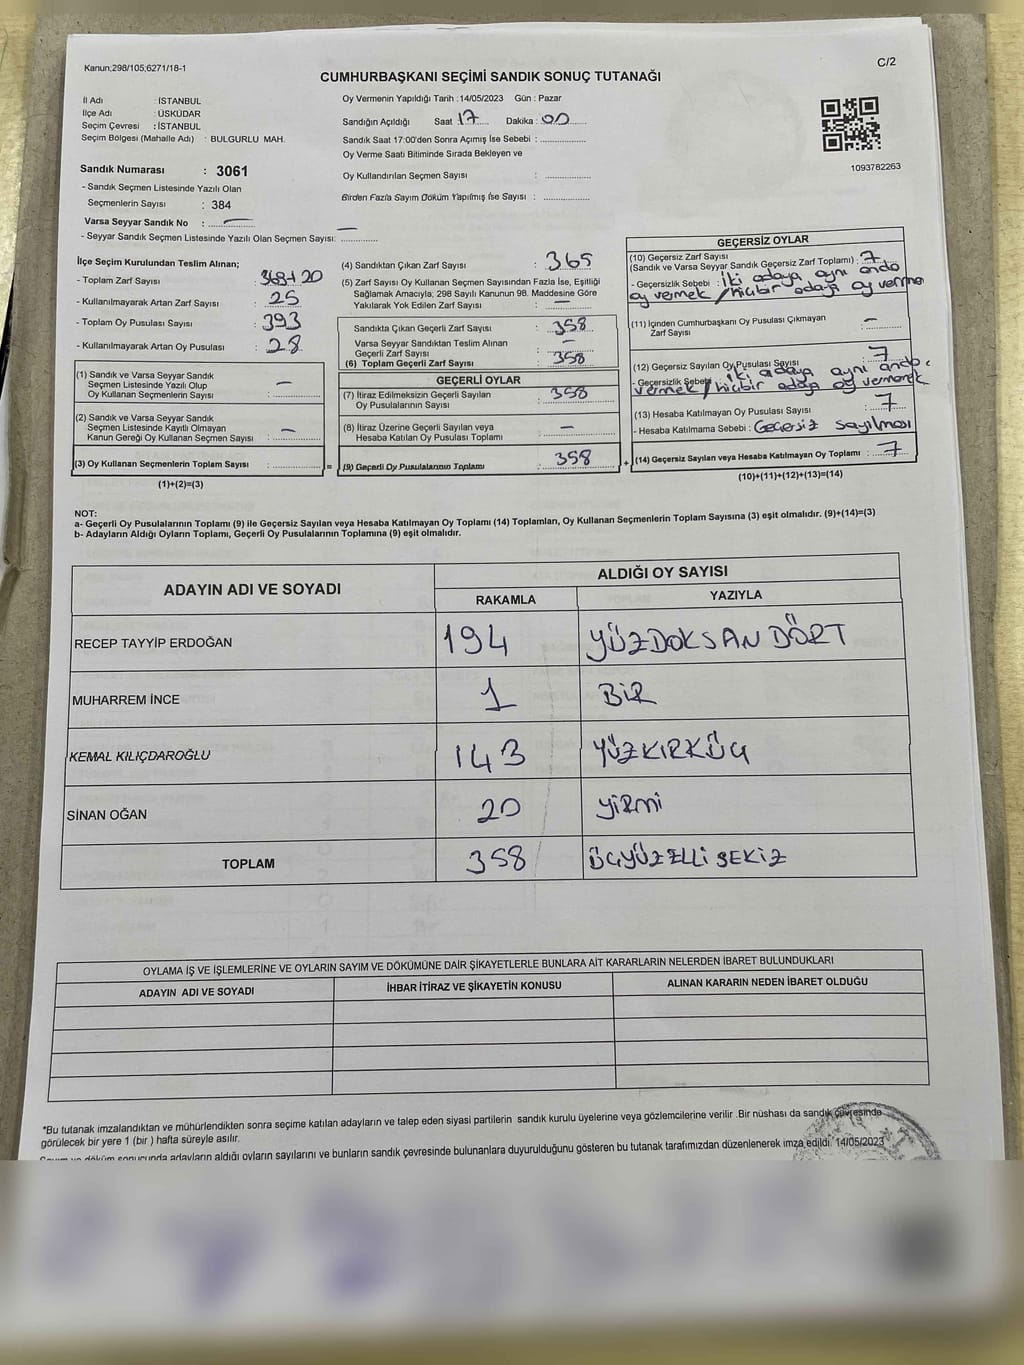 Kanun;298/105;6271/18-1
C/2
CUMHURBAŞKANI SEÇİMİ SANDIK SONUÇ TUTANAĞI
İl Adı : İSTANBUL
İlçe Adı : ÜSKÜDAR
Seçim Çevresi : İSTANBUL
Seçim Bölgesi (Mahalle Adı) : BULGURLU MAH.
Sandık Numarası : 3061
- Sandık Seçmen Listesinde Yazılı Olan
Seçmenlerin Sayısı : 384
Varsa Seyyar Sandık No : —
- Seyyar Sandık Seçmen Listesinde Yazılı Olan Seçmen Sayısı: —
Oy Vermenin Yapıldığı Tarih :14/05/2023 Gün : Pazar
Sandığın Açıldığı Saat 17 Dakika : 00
Sandık Saat 17:00'den Sonra Açımış İse Sebebi :
Oy Verme Saati Bitiminde Sırada Bekleyen ve
Oy Kullandırılan Seçmen Sayısı :
Birden Fazla Sayım Döküm Yapılmış İse Sayısı :
1093782263
İlçe Seçim Kurulundan Teslim Alınan;
- Toplam Zarf Sayısı : 20
- Kullanılmayarak Artan Zarf Sayısı : 25
- Toplam Oy Pusulası Sayısı : 393
- Kullanılmayarak Artan Oy Pusulası : 28
(1) Sandık ve Varsa Seyyar Sandık
Seçmen Listesinde Yazılı Olup
Oy Kullanan Seçmenlerin Sayısı : —
(2) Sandık ve Varsa Seyyar Sandık
Seçmen Listesinde Kayıtlı Olmayan
Kanun Gereği Oy Kullanan Seçmen Sayısı : —
(3) Oy Kullanan Seçmenlerin Toplam Sayısı : =
(1)+(2)=(3)
(4) Sandıktan Çıkan Zarf Sayısı : 365
(5) Zarf Sayısı Oy Kullanan Seçmen Sayısından Fazla İse, Eşitliği
Sağlamak Amacıyla, 298 Sayılı Kanunun 98. Maddesine Göre
Yakılarak Yok Edilen Zarf Sayısı : —
Sandıkta Çıkan Geçerli Zarf Sayısı : 358
Varsa Seyyar Sandıktan Teslim Alınan
Geçerli Zarf Sayısı : —
(6) Toplam Geçerli Zarf Sayısı : 358
GEÇERLİ OYLAR
(7) İtiraz Edilmeksizin Geçerli Sayılan
Oy Pusulalarının Sayısı : 358
(8) İtiraz Üzerine Geçerli Sayılan veya
Hesaba Katılan Oy Pusulası Toplamı : —
(9) Geçerli Oy Pusulalarının Toplamı : 358 +
GEÇERSİZ OYLAR
(10) Geçersiz Zarf Sayısı
(Sandık ve Varsa Seyyar Sandık Geçersiz Zarf Toplamı) : 7
- Geçersizlik Sebebi : İki adaya aynı anda
oy vermek / hiçbir adaya oy verme
(11) İçinden Cumhurbaşkanı Oy Pusulası Çıkmayan
Zarf Sayısı : —
(12) Geçersiz Sayılan Oy Pusulası Sayısı : 7
- Geçersizlik Sebebi iki adaya aynı anda
vermek / hiçbir adaya oy vermemek
(13) Hesaba Katılmayan Oy Pusulası Sayısı : 7
- Hesaba Katılmama Sebebi : Geçersiz Sayılması
(14) Geçersiz Sayılan veya Hesaba Katılmayan Oy Toplamı : 7
(10)+(11)+(12)+(13)=(14)
NOT:
a- Geçerli Oy Pusulalarının Toplamı (9) ile Geçersiz Sayılan veya Hesaba Katılmayan Oy Toplamı (14) Toplamları, Oy Kullanan Seçmenlerin Toplam Sayısına (3) eşit olmalıdır. (9)+(14)=(3)
b- Adayların Aldığı Oyların Toplamı, Geçerli Oy Pusulalarının Toplamına (9) eşit olmalıdır.
ADAYIN ADI VE SOYADI ALDIĞI OY SAYISI
RAKAMLA YAZIYLA
RECEP TAYYİP ERDOĞAN 194 YÜZDOKSAN DÖRT
MUHARREM İNCE 1 BİR
KEMAL KILIÇDAROĞLU 143 YÜZKIRKÜÇ
SİNAN OĞAN 20 yirmi
TOPLAM 358 ÜÇYÜZELLİ SEKİZ
OYLAMA İŞ VE İŞLEMLERİNE VE OYLARIN SAYIM VE DÖKÜMÜNE DAİR ŞİKAYETLERLE BUNLARA AİT KARARLARIN NELERDEN İBARET BULUNDUKLARI
ADAYIN ADI VE SOYADI İHBAR İTİRAZ VE ŞİKAYETİN KONUSU ALINAN KARARIN NEDEN İBARET OLDUĞU
*Bu tutanak imzalandıktan ve mühürlendikten sonra seçime katılan adayların ve talep eden siyasi partilerin sandık kurulu üyelerine veya gözlemcilerine verilir .Bir nüshası da sandık çevresinde
görülecek bir yere 1 (bir ) hafta süreyle asılır.
Sayım ve döküm sonucunda adayların aldığı oyların sayılarını ve bunların sandık çevresinde bulunanlara duyurulduğunu gösteren bu tutanak tarafımızdan düzenlenerek imza edildi. 14/05/2023